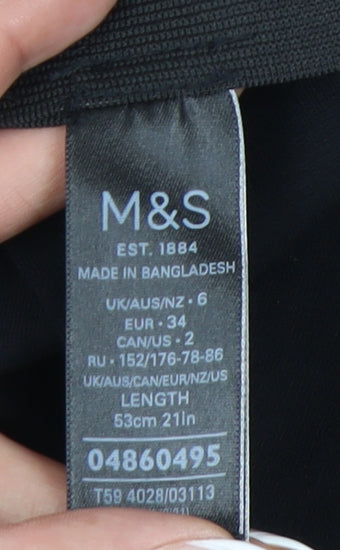 M&S
EST. 1884
MADE IN BANGLADESH
UK/AUS/NZ • 6
EUR • 34
CAN/US • 2
RU • 152/176-78-86
UK/AUS/CAN/EUR/NZ/US
LENGTH
53cm 21in
04860495
T59 4028/03113